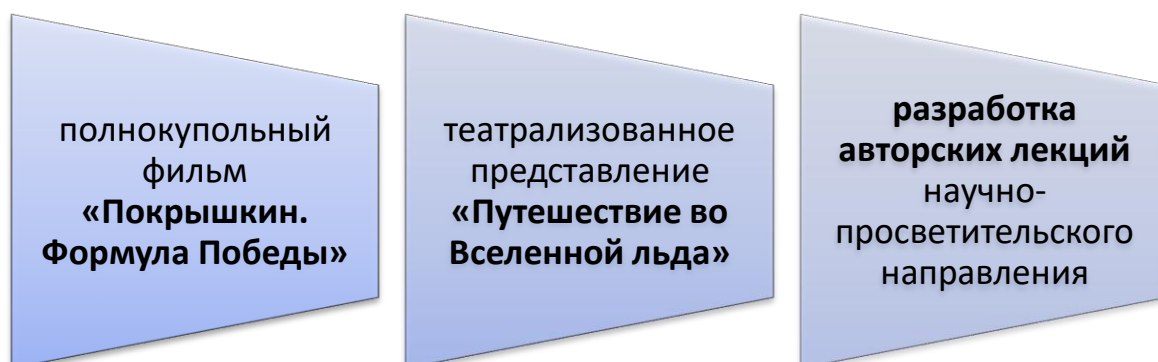 полнокупольный
фильм
«Покрышкин.
Формула Победы»
театрализованное
представление
«Путешествие во
Вселенной льда»
разработка
авторских лекций
научно-
просветительского
направления